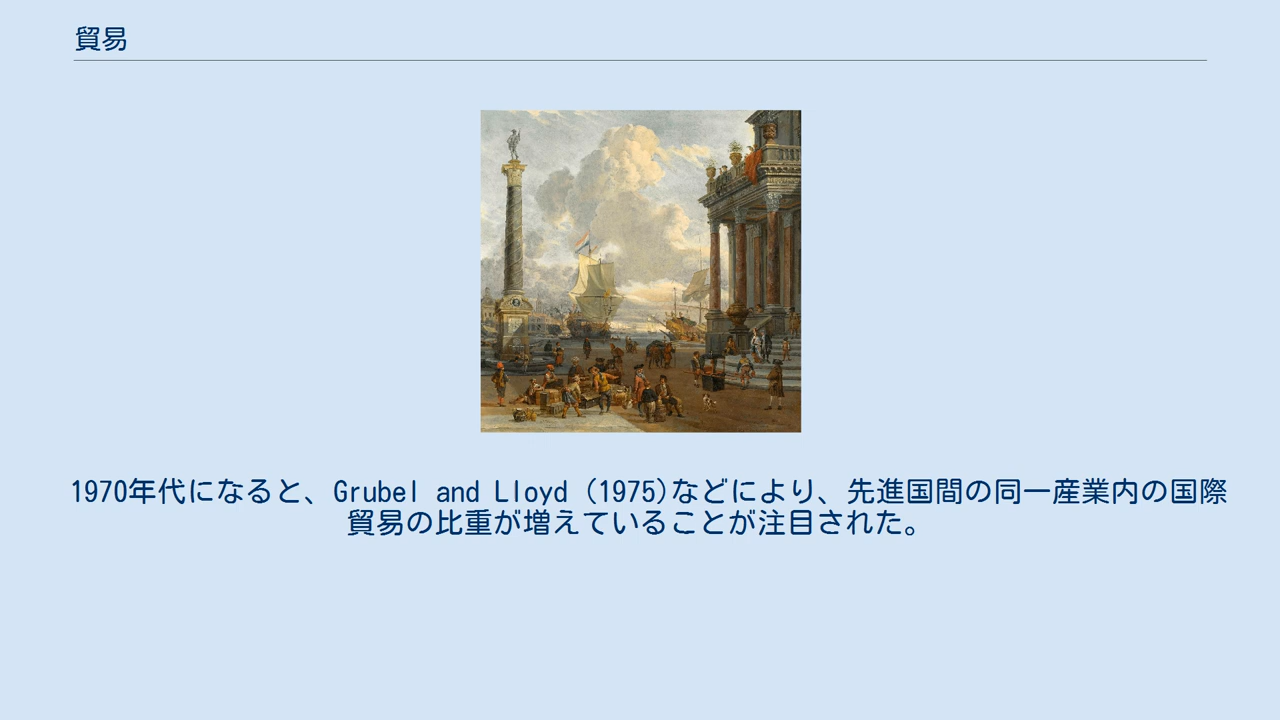 貿易
1970年代になると、Grubel and Lloyd (1975)などにより、先進国間の同一産業内の国際
貿易の比重が増えていることが注目された。